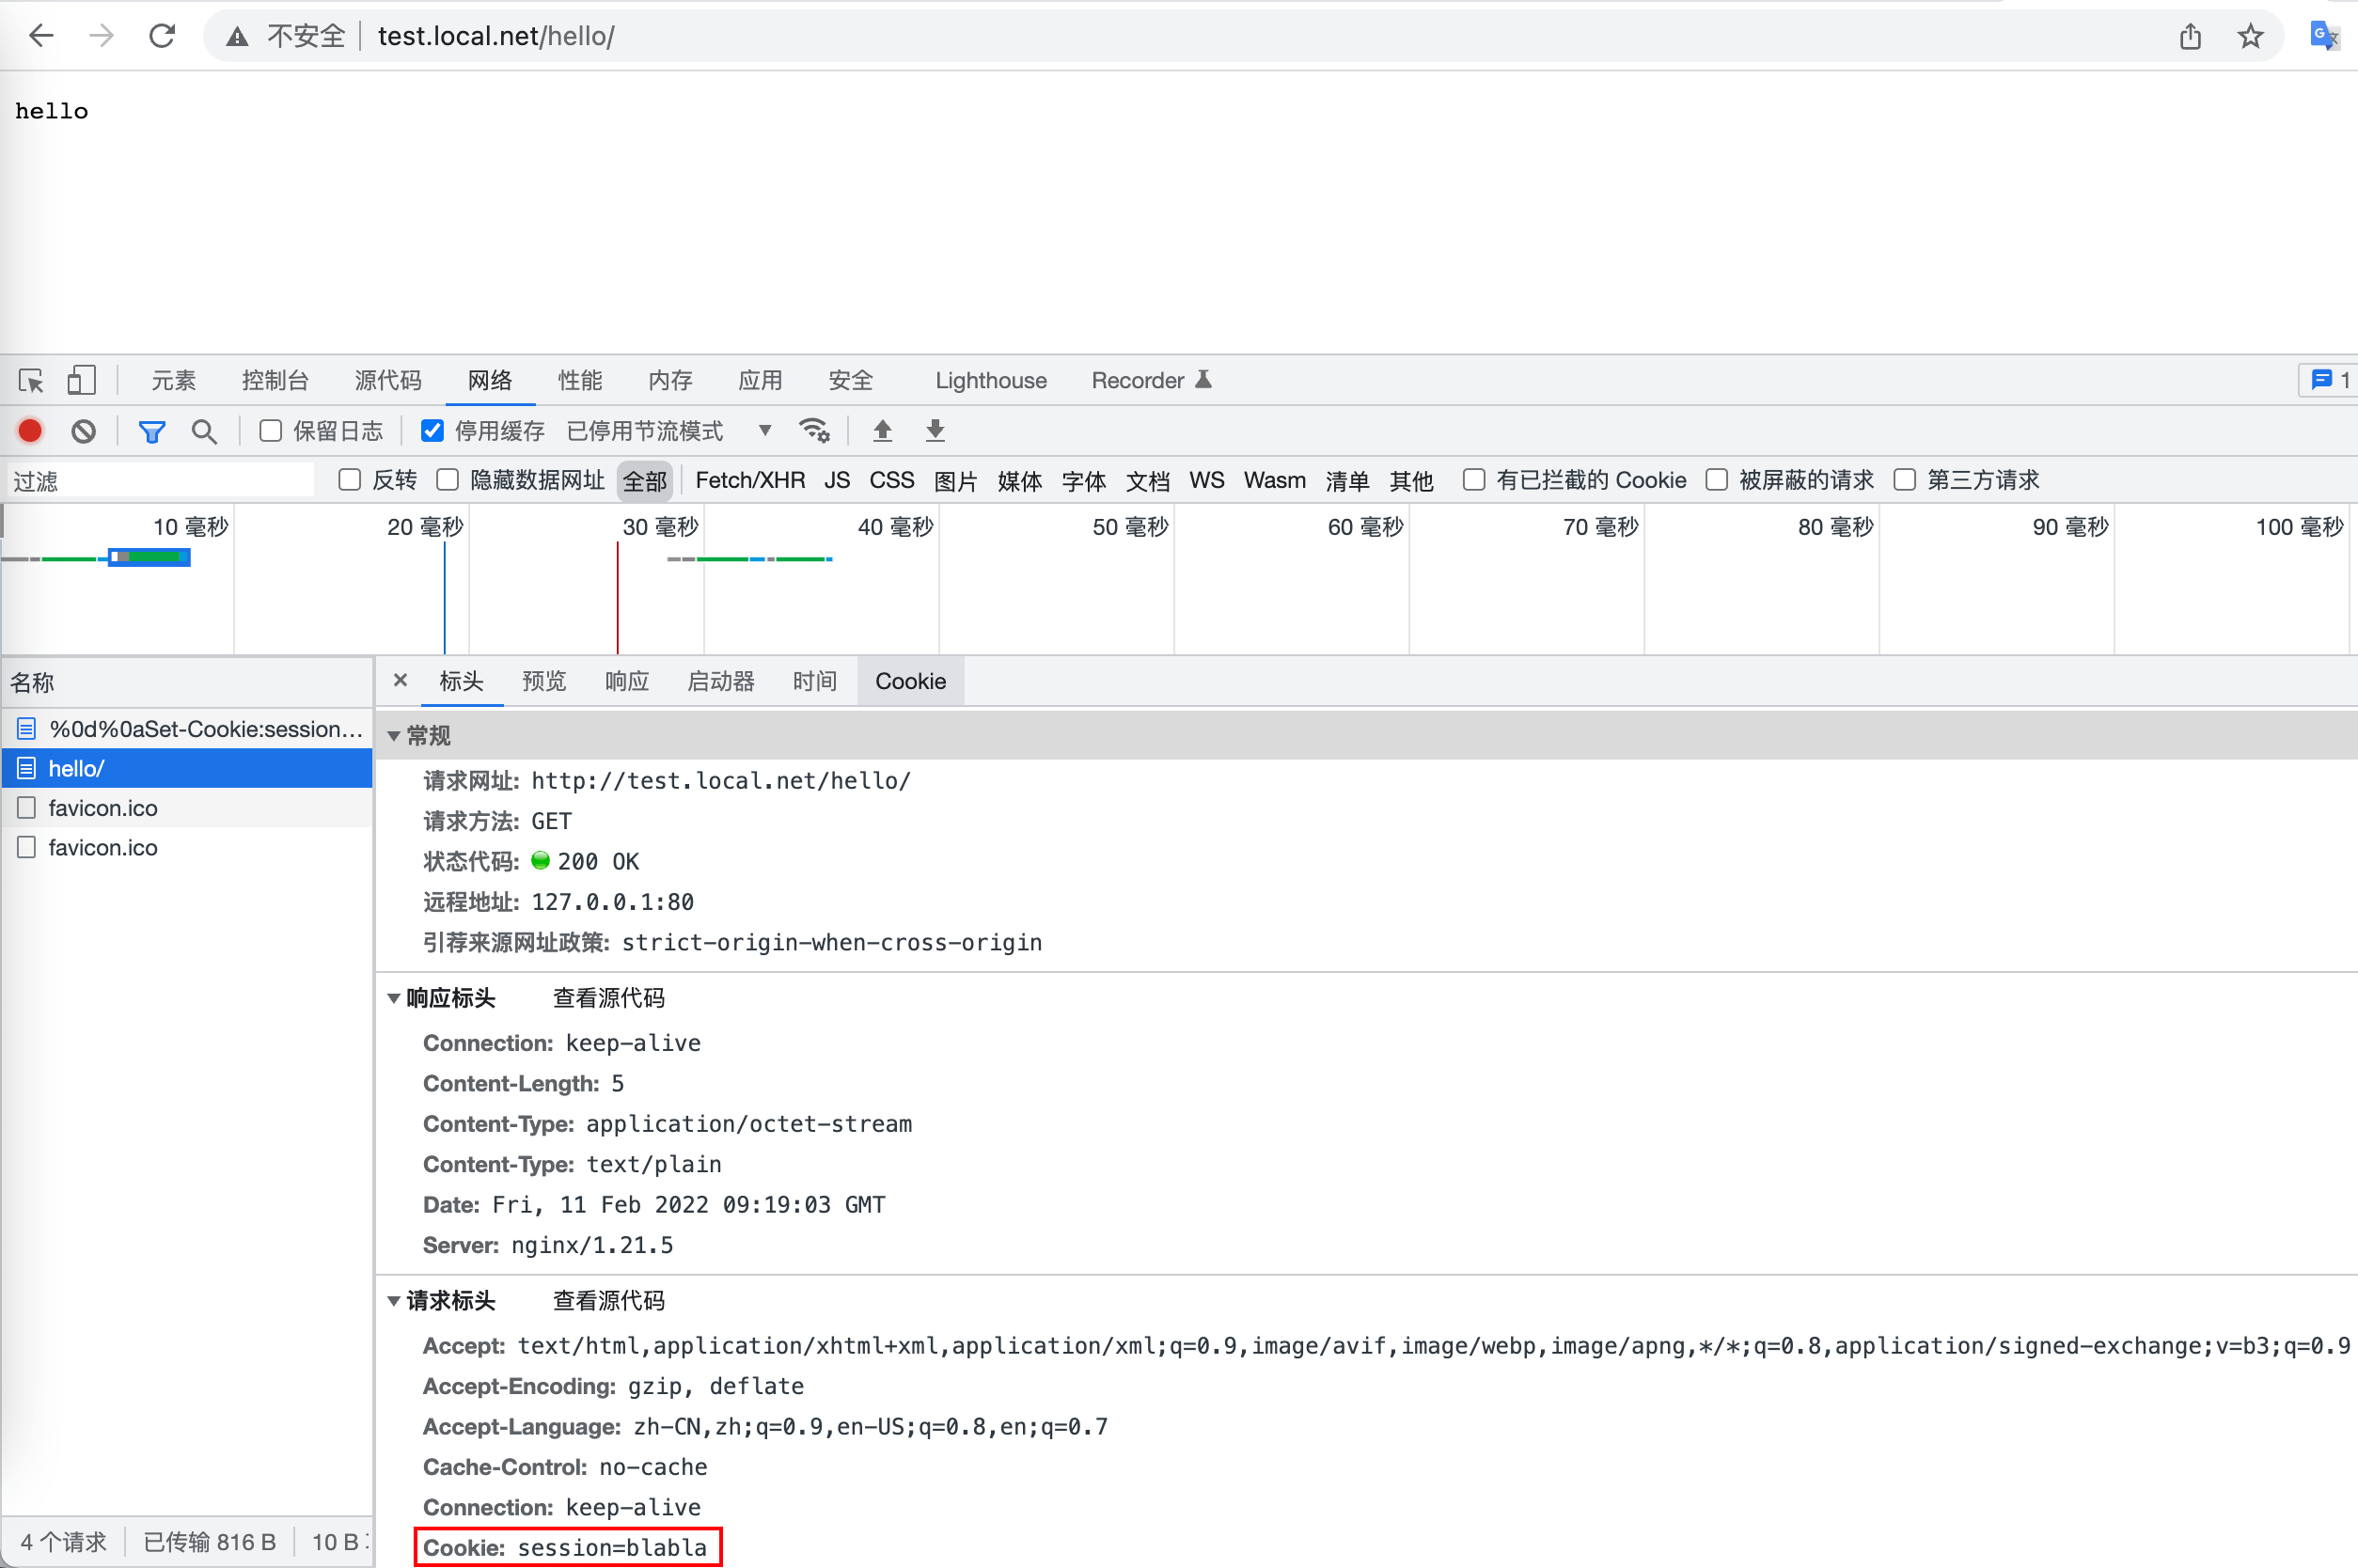 不安全 test.local.net/hello/
hello
元素 控制台 源代码 网络 性能 内存 应用 安全 Lighthouse Recorder 1
保留日志 停用缓存 已停用节流模式
过滤 反转 隐藏数据网址 全部 Fetch/XHR JS CSS 图片 媒体 字体 文档 WS Wasm 清单 其他 有已拦截的 Cookie 被屏蔽的请求 第三方请求
10 毫秒 20 毫秒 30 毫秒 40 毫秒 50 毫秒 60 毫秒 70 毫秒 80 毫秒 90 毫秒 100 毫秒
名称
%0d%0aSet-Cookie:session…
hello/
favicon.ico
favicon.ico
4 个请求 已传输 816 B 10 B
× 标头 预览 响应 启动器 时间 Cookie
常规
请求网址: http://test.local.net/hello/
请求方法: GET
状态代码: 200 OK
远程地址: 127.0.0.1:80
引荐来源网址政策: strict-origin-when-cross-origin
响应标头 查看源代码
Connection: keep-alive
Content-Length: 5
Content-Type: application/octet-stream
Content-Type: text/plain
Date: Fri, 11 Feb 2022 09:19:03 GMT
Server: nginx/1.21.5
请求标头 查看源代码
Accept: text/html,application/xhtml+xml,application/xml;q=0.9,image/avif,image/webp,image/apng,*/*;q=0.8,application/signed-exchange;v=b3;q=0.9
Accept-Encoding: gzip, deflate
Accept-Language: zh-CN,zh;q=0.9,en-US;q=0.8,en;q=0.7
Cache-Control: no-cache
Connection: keep-alive
Cookie: session=blabla